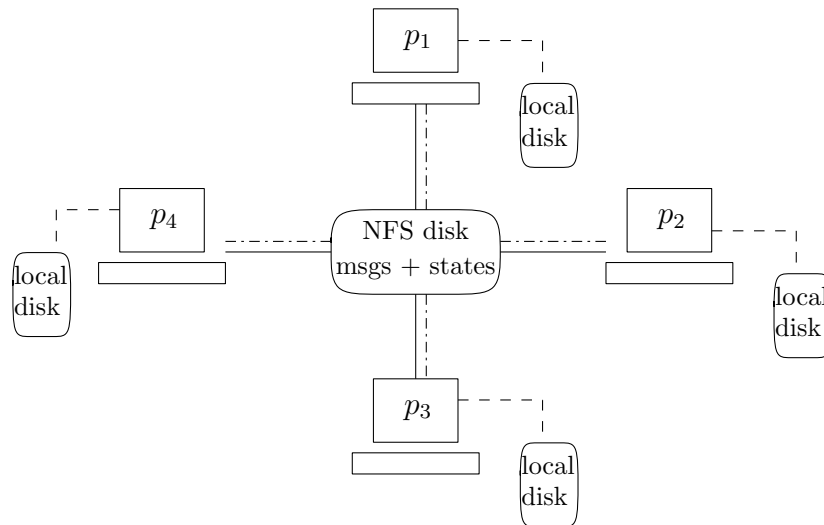 p₁
local
disk
p₄
NFS disk
msgs + states
p₂
local
disk
local
disk
p₃
local
disk